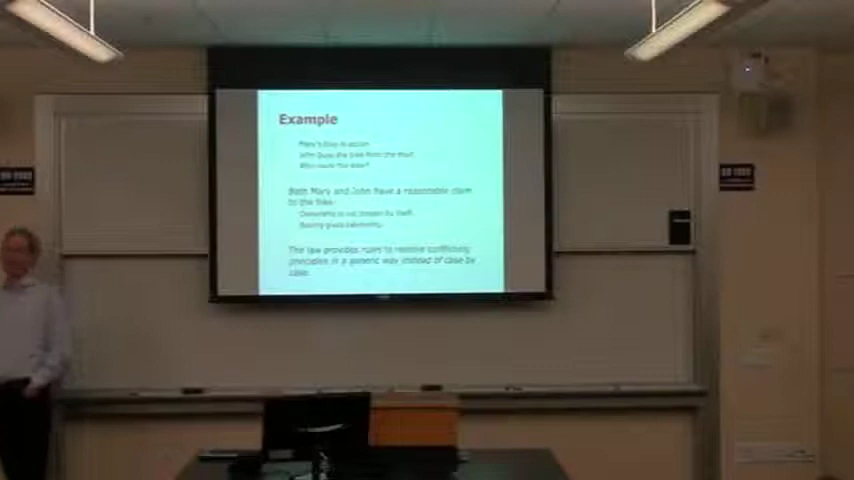 Example
Mary's bike is stolen
John buys the bike from the thief
Who owns the bike?
Both Mary and John have a reasonable claim
to the bike
Ownership is not broken by theft
Buying gives ownership
The law provides rules to resolve conflicting
principles in a generic way instead of case by
case.